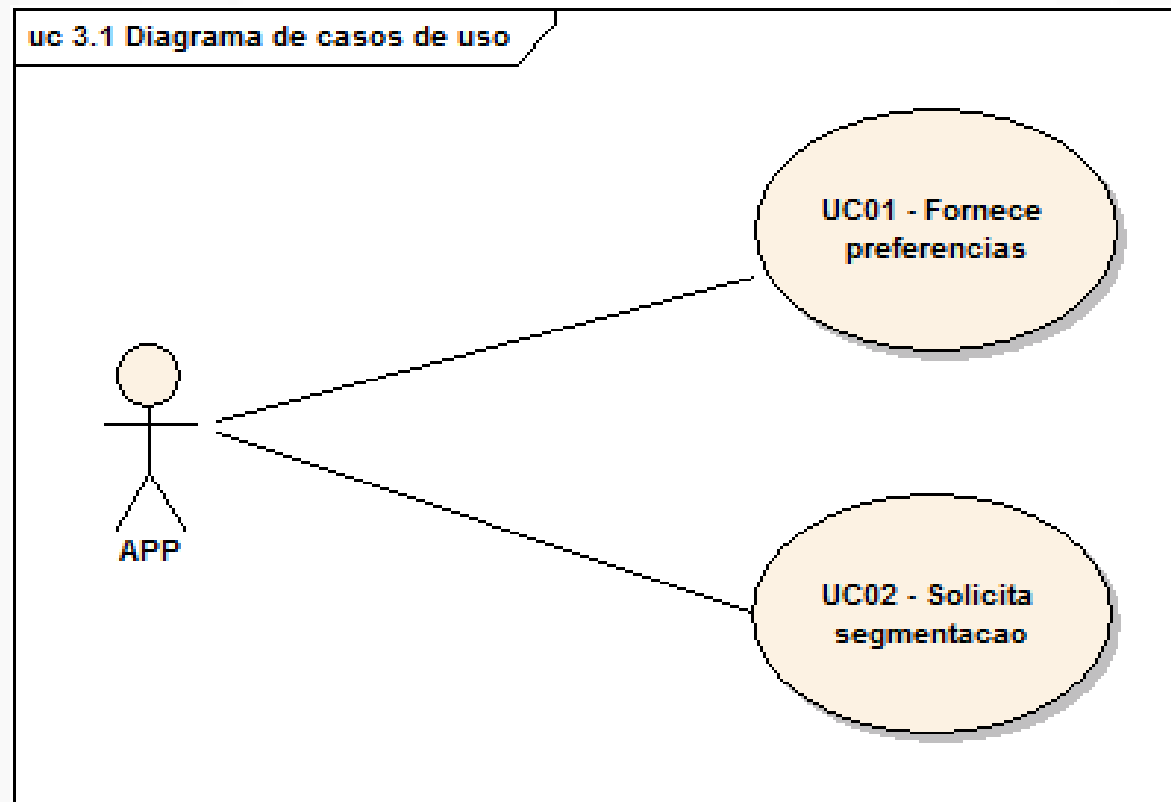 uc 3.1 Diagrama de casos de uso
UC01 - Fornece
preferencias
APP
UC02 - Solicita
segmentacao